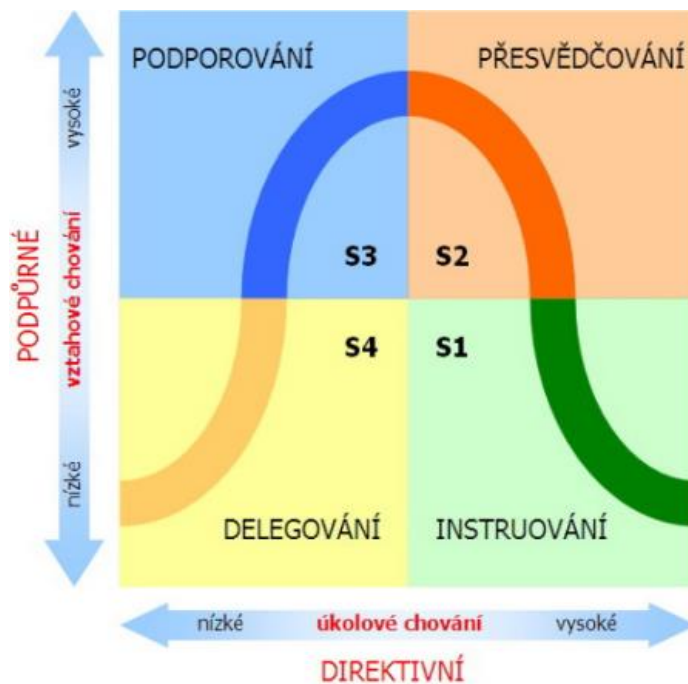 PODPOROVÁNÍ
PŘESVĚDČOVÁNÍ
S3
S2
S4
S1
DELEGOVÁNÍ
INSTRUOVÁNÍ
PODPŮRNÉ
vztahové chování
vysoké
nízké
nízké
úkolové chování
vysoké
DIREKTIVNÍ